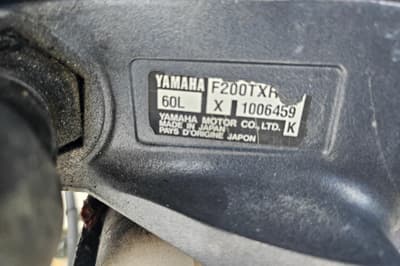 YAMAHA F200TXR
60L X 1006459
YAMAHA MOTOR CO., LTD. K
MADE IN JAPAN
PAYS D'ORIGINE JAPON